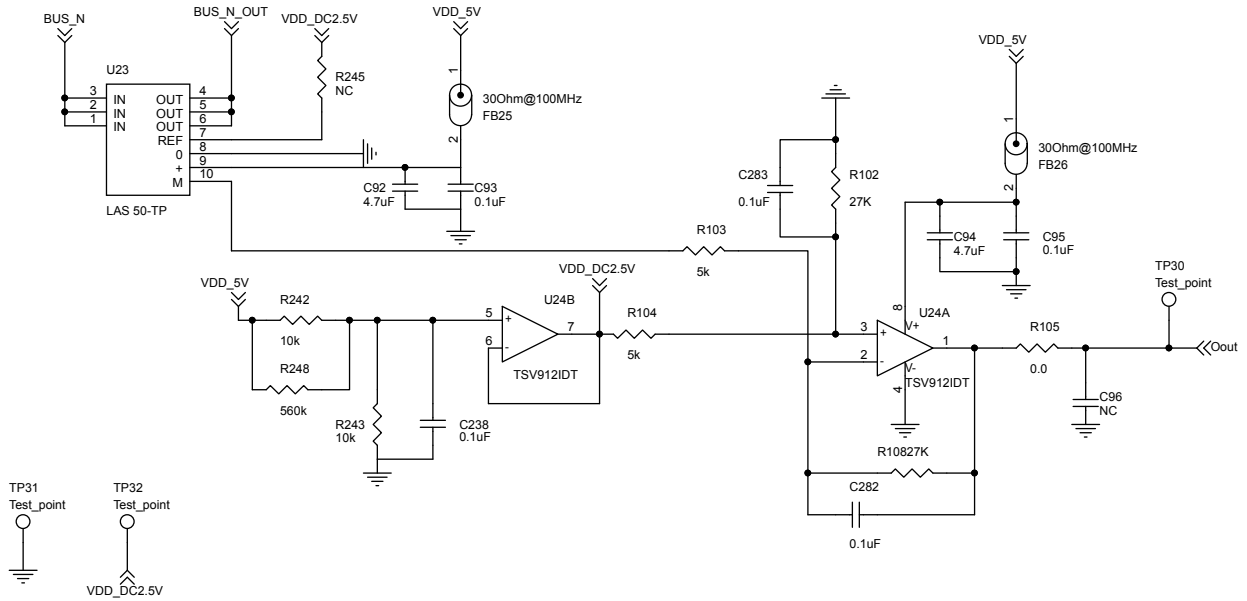 BUS_N
BUS_N_OUT
VDD_DC2.5V
VDD_5V
U23
R245
NC
3 IN OUT 4
2 IN OUT 5
1 IN OUT 6
REF 7
0 8
+ 9
M 10
LAS 50-TP
1
30Ohm@100MHz
FB25
2
C92
4.7uF
C93
0.1uF
VDD_5V
1
30Ohm@100MHz
FB26
2
C283
0.1uF
R102
27K
C94
4.7uF
C95
0.1uF
R103
5k
VDD_5V
R242
10k
R248
560k
R243
10k
C238
0.1uF
VDD_DC2.5V
U24B
5 +
6 -
7
TSV912IDT
R104
5k
8
U24A
V+
3 +
2 -
1
V-
TSV912IDT
4
R105
0.0
TP30
Test_point
Oout
C96
NC
R10827K
C282
0.1uF
TP31
Test_point
TP32
Test_point
VDD_DC2.5V